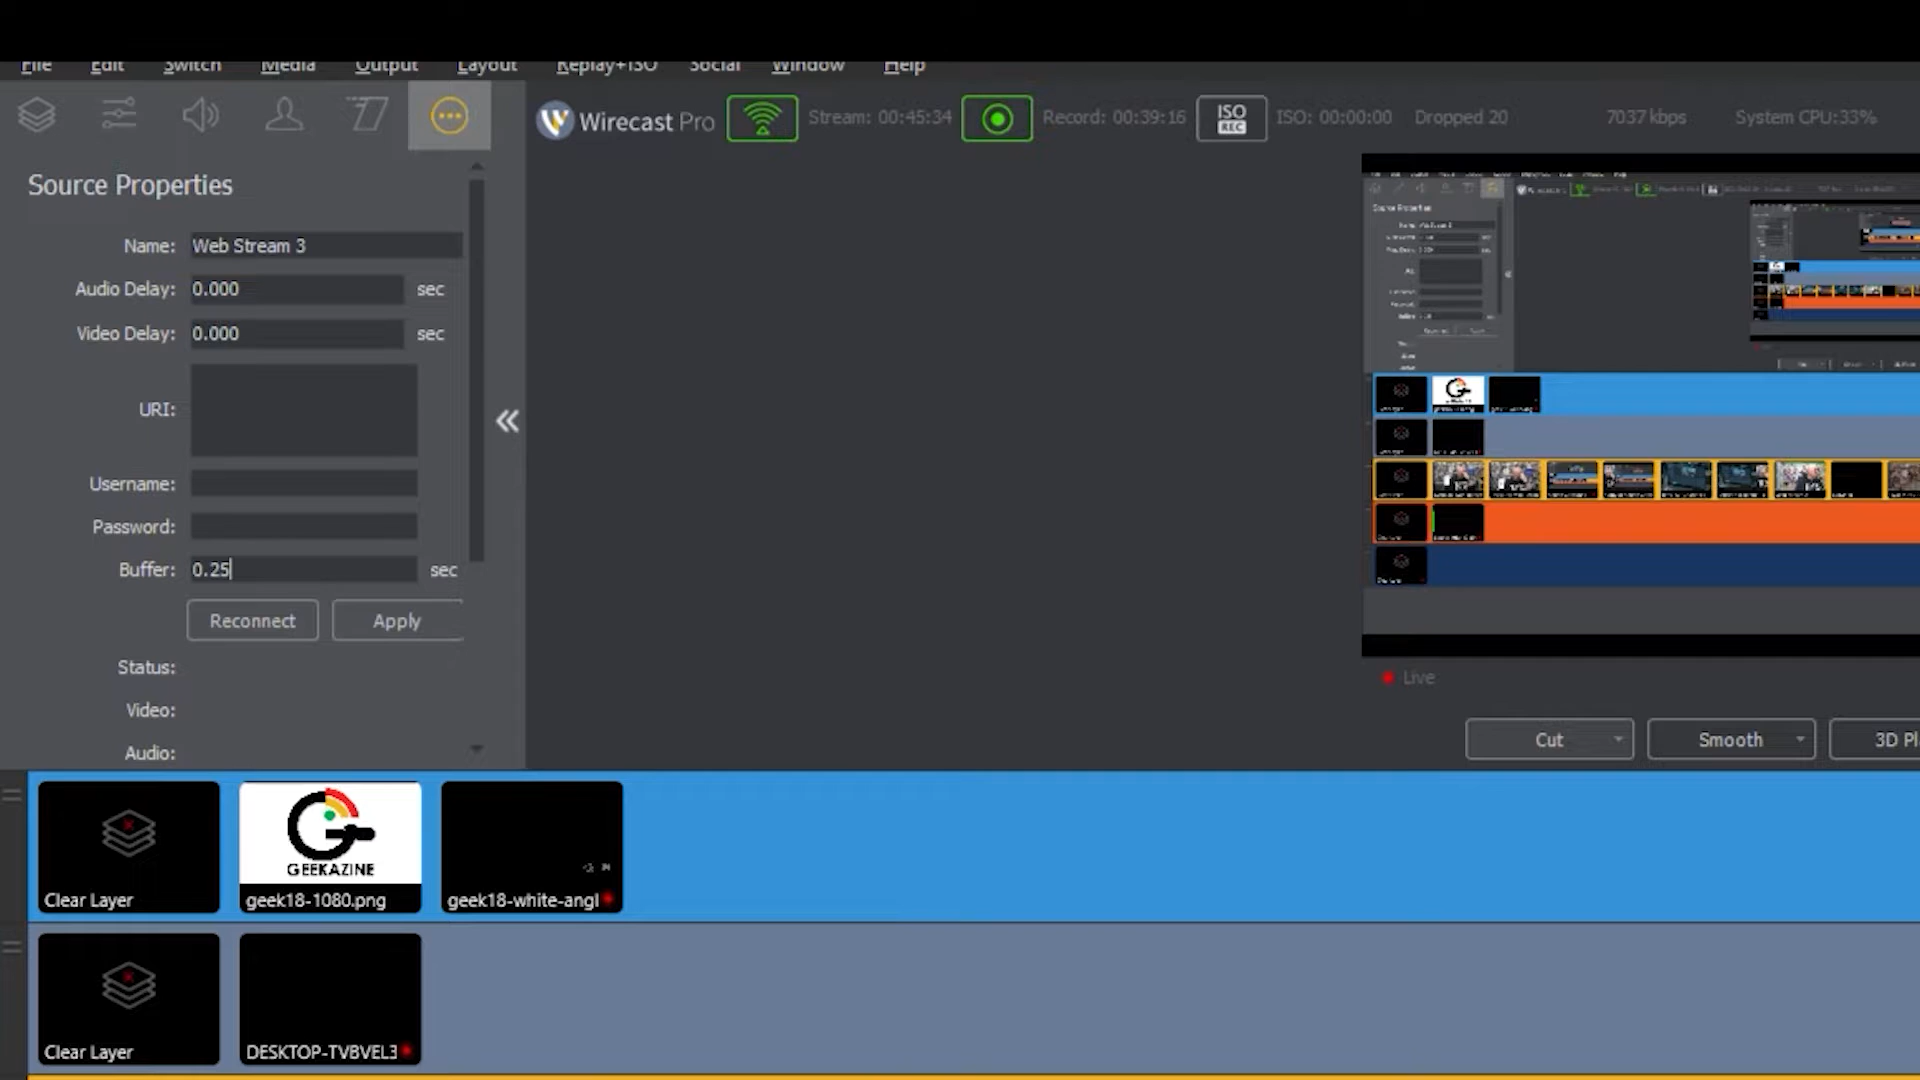 File Edit Switch Media Output Layout Replay+ISO Social Window Help
Wirecast Pro Stream: 00:45:34 Record: 00:39:16 ISO REC ISO: 00:00:00 Dropped 20 7037 kbps System CPU:33%
Source Properties
Name: Web Stream 3
Audio Delay: 0.000 sec
Video Delay: 0.000 sec
URI:
Username:
Password:
Buffer: 0.25 sec
Reconnect Apply
Status:
Video:
Audio:
Live
Cut Smooth 3D Pl
GEEKAZINE
Clear Layer geek18-1080.png geek18-white-angl
Clear Layer DESKTOP-TVBVEL3